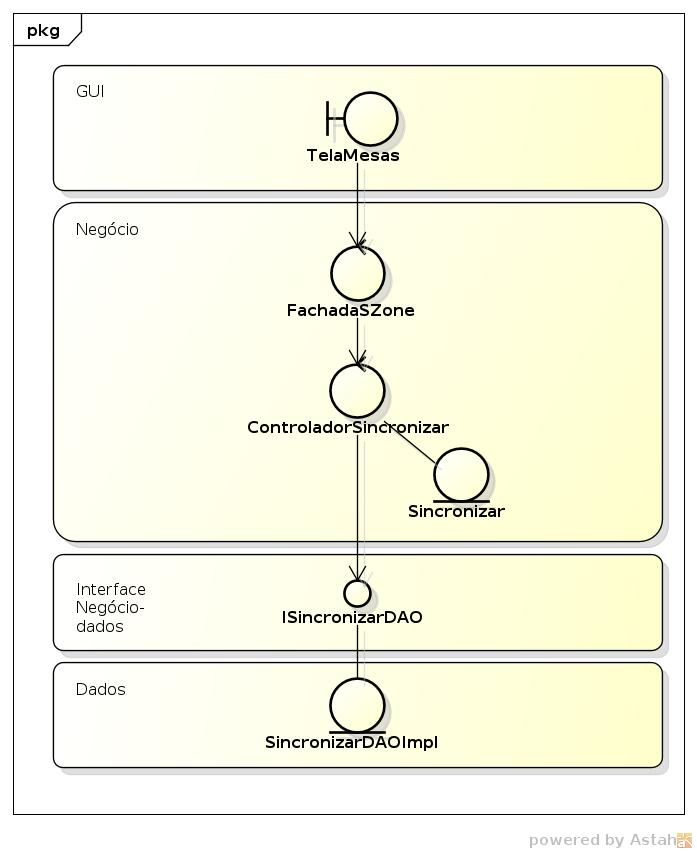 pkg
GUI
TelaMesas
Negócio
FachadaSZone
ControladorSincronizar
Sincronizar
Interface
Negócio-
dados
ISincronizarDAO
Dados
SincronizarDAOImpl
powered by Astah